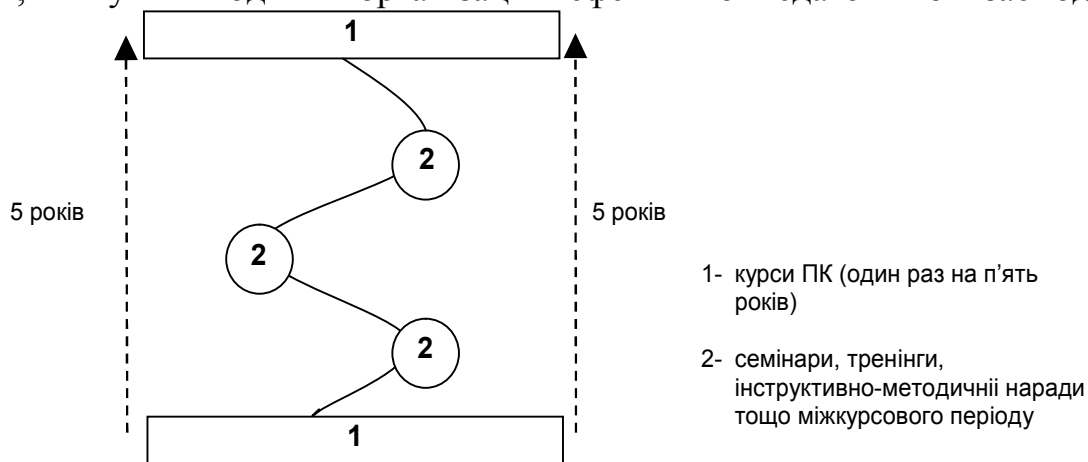 1
2
5 років
5 років
2
1- курси ПК (один раз на п’ять
років)
2
2- семінари, тренінги,
інструктивно-методичніі наради
тощо міжкурсового періоду
1